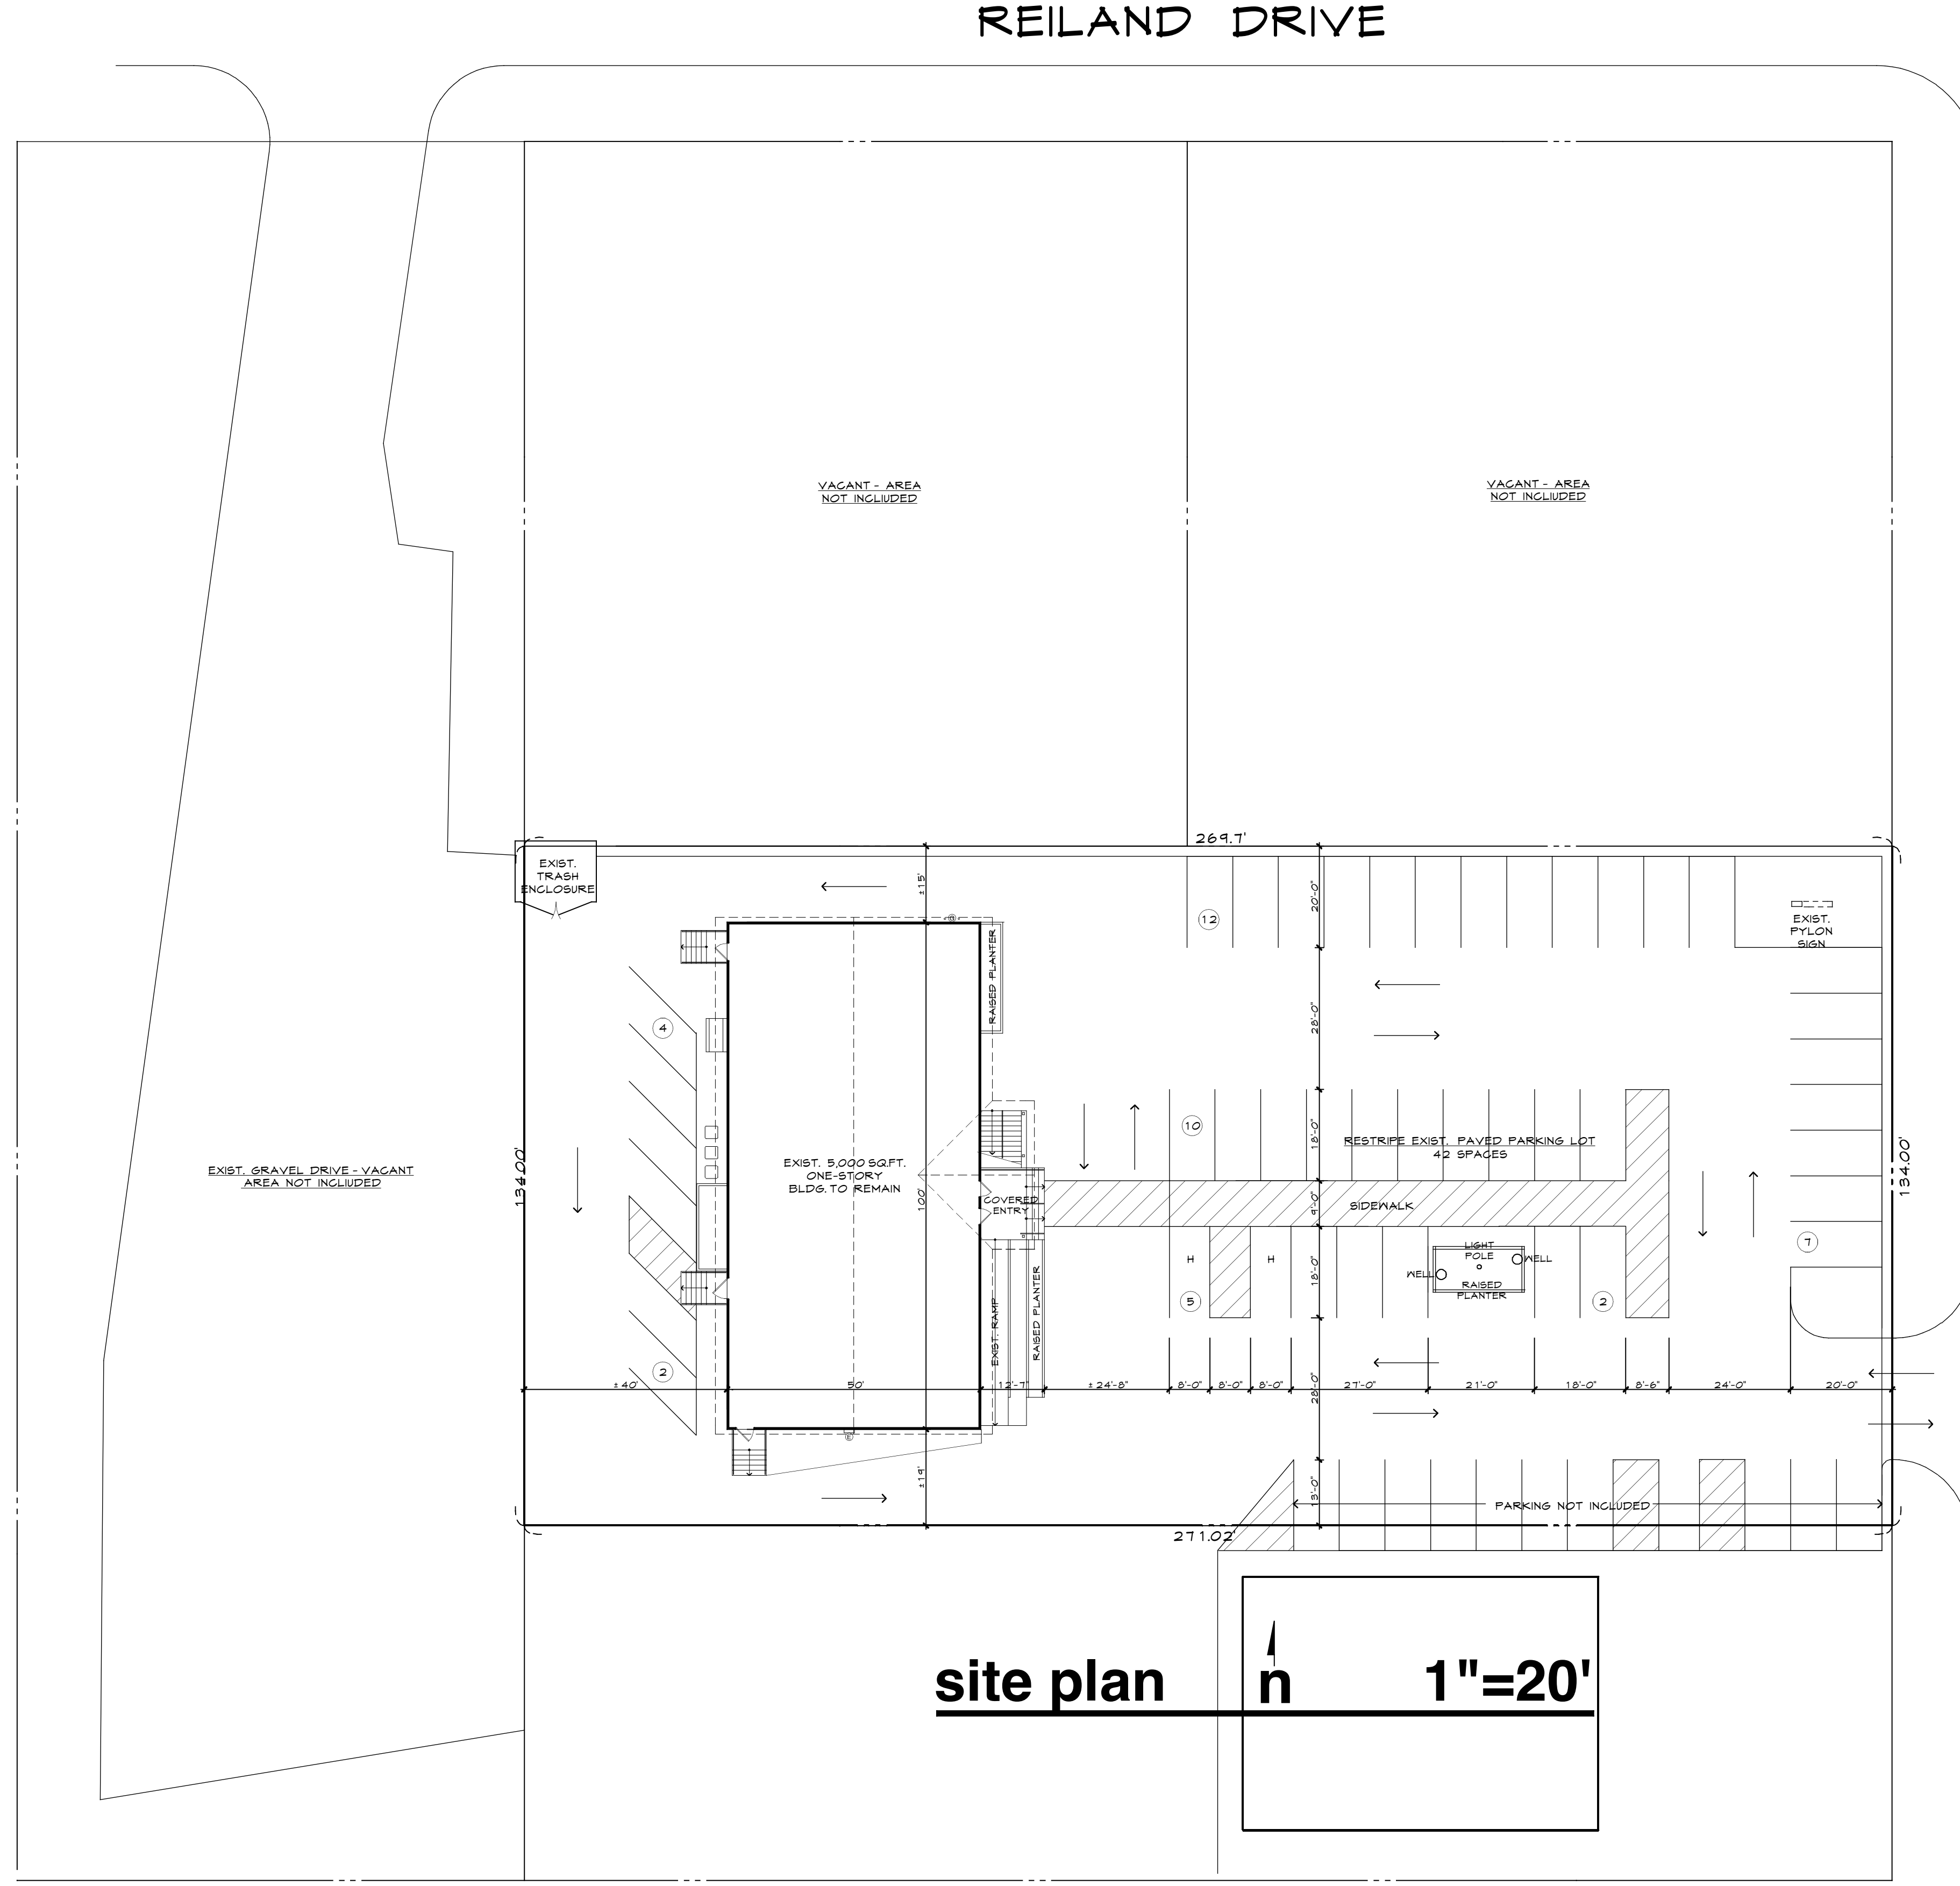 REILAND DRIVE
VACANT - AREA
NOT INCLIUDED
VACANT - AREA
NOT INCLIUDED
269.7'
EXIST.
TRASH
ENCLOSURE
±15'
20'-0"
12
EXIST.
PYLON
SIGN
RAISED PLANTER
4
28'-0"
10
18'-0"
RESTRIPE EXIST. PAVED PARKING LOT
42 SPACES
EXIST. GRAVEL DRIVE - VACANT
AREA NOT INCLIUDED
134.00'
EXIST. 5,000 SQ.FT.
ONE-STORY
BLDG. TO REMAIN
100'
COVERED
ENTRY
9'-0"
SIDEWALK
134.00'
7
H
H
18'-0"
LIGHT
POLE
WELL
WELL
RAISED
PLANTER
5
2
EXIST. RAMP
RAISED PLANTER
2
±40'
50'
12'-7"
±24'-8"
8'-0"
8'-0"
8'-0"
27'-0"
21'-0"
18'-0"
8'-6"
24'-0"
20'-0"
28'-0"
E
±19'
13'-0"
PARKING NOT INCLUDED
271.02'
site plan n 1"=20'